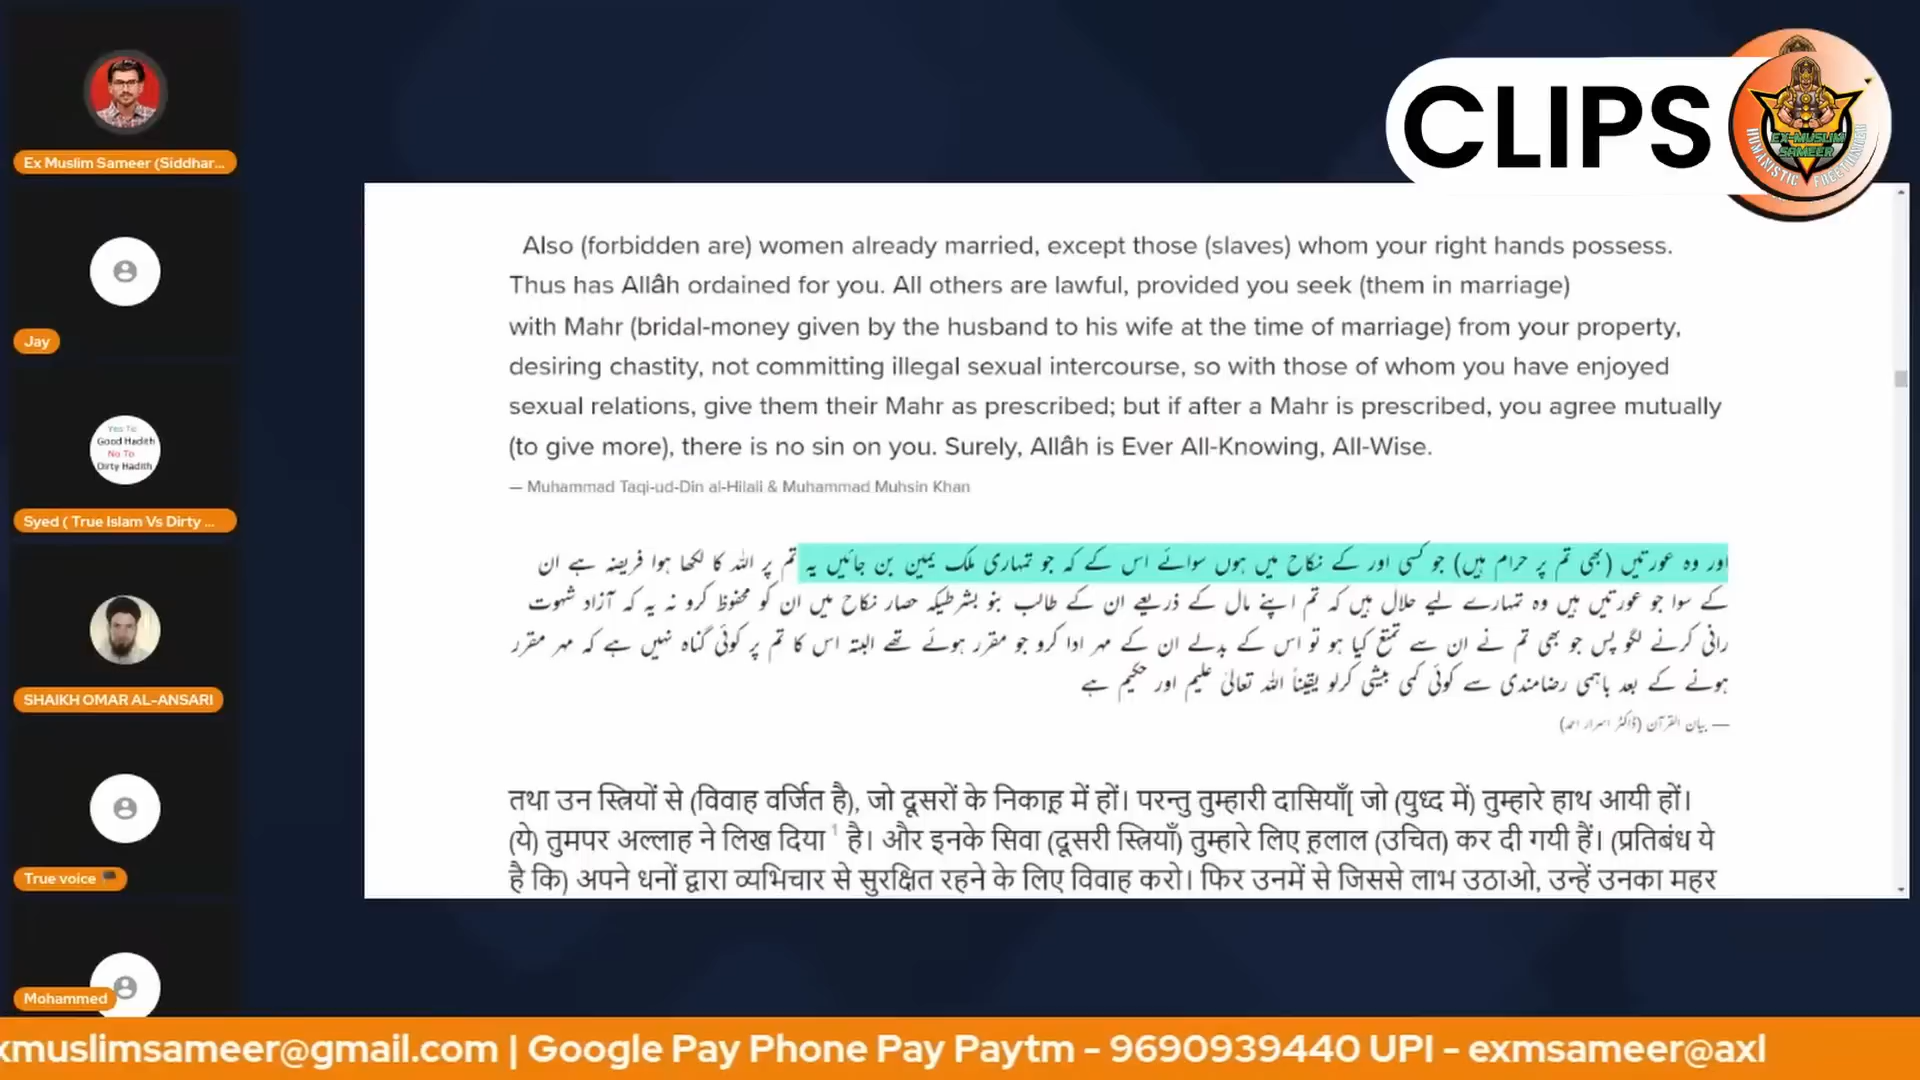 Ex Muslim Sameer (Siddhar...
Jay
Yes To
Good Hadith
No To
Dirty Hadith
Syed ( True Islam Vs Dirty ...
SHAIKH OMAR AL-ANSARI
True voice
Mohammed
CLIPS
EX-MUSLIM
SAMEER
HUMANISTIC FREETHINKER
Also (forbidden are) women already married, except those (slaves) whom your right hands possess.
Thus has Allâh ordained for you. All others are lawful, provided you seek (them in marriage)
with Mahr (bridal-money given by the husband to his wife at the time of marriage) from your property,
desiring chastity, not committing illegal sexual intercourse, so with those of whom you have enjoyed
sexual relations, give them their Mahr as prescribed; but if after a Mahr is prescribed, you agree mutually
(to give more), there is no sin on you. Surely, Allâh is Ever All-Knowing, All-Wise.
— Muhammad Taqi-ud-Din al-Hilali & Muhammad Muhsin Khan
اور وہ عورتیں (بھی تم پر حرام ہیں) جو کسی اور کے نکاح میں ہوں سوائے اس کے کہ جو تمہاری ملک یمین بن جائیں یہ تم پر اللہ کا لکھا ہوا فریضہ ہے ان
کے سوا جو عورتیں ہیں وہ تمہارے لیے حلال ہیں کہ تم اپنے مال کے ذریعے ان کے طالب بنو بشرطیکہ حصار نکاح میں ان کو محفوظ کرو نہ یہ کہ آزاد شہوت
رانی کرنے لگو پس جو بھی تم نے ان سے تمتع کیا ہو تو اس کے بدلے ان کے مہر ادا کرو جو مقرر ہوئے تھے البتہ اس کا تم پر کوئی گناہ نہیں ہے کہ مہر مقرر
ہونے کے بعد باہمی رضامندی سے کوئی کمی بیشی کرلو یقیناً اللہ تعالیٰ علیم اور حکیم ہے
— بیان القرآن (ڈاکٹر اسرار احمد)
तथा उन स्त्रियों से (विवाह वर्जित है), जो दूसरों के निकाह़ में हों। परन्तु तुम्हारी दासियाँ[ जो (युध्द में) तुम्हारे हाथ आयी हों।
(ये) तुमपर अल्लाह ने लिख दिया ¹ है। और इनके सिवा (दूसरी स्त्रियाँ) तुम्हारे लिए ह़लाल (उचित) कर दी गयी हैं। (प्रतिबंध ये
है कि) अपने धनों द्वारा व्यभिचार से सुरक्षित रहने के लिए विवाह करो। फिर उनमें से जिससे लाभ उठाओ, उन्हें उनका महर
xmuslimsameer@gmail.com | Google Pay Phone Pay Paytm - 9690939440 UPI - exmsameer@axl